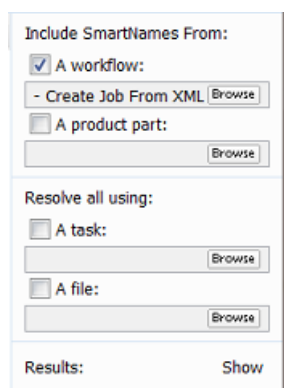 Include SmartNames From:
A workflow:
- Create Job From XML Browse
A product part:
Browse
Resolve all using:
A task:
Browse
A file:
Browse
Results: Show